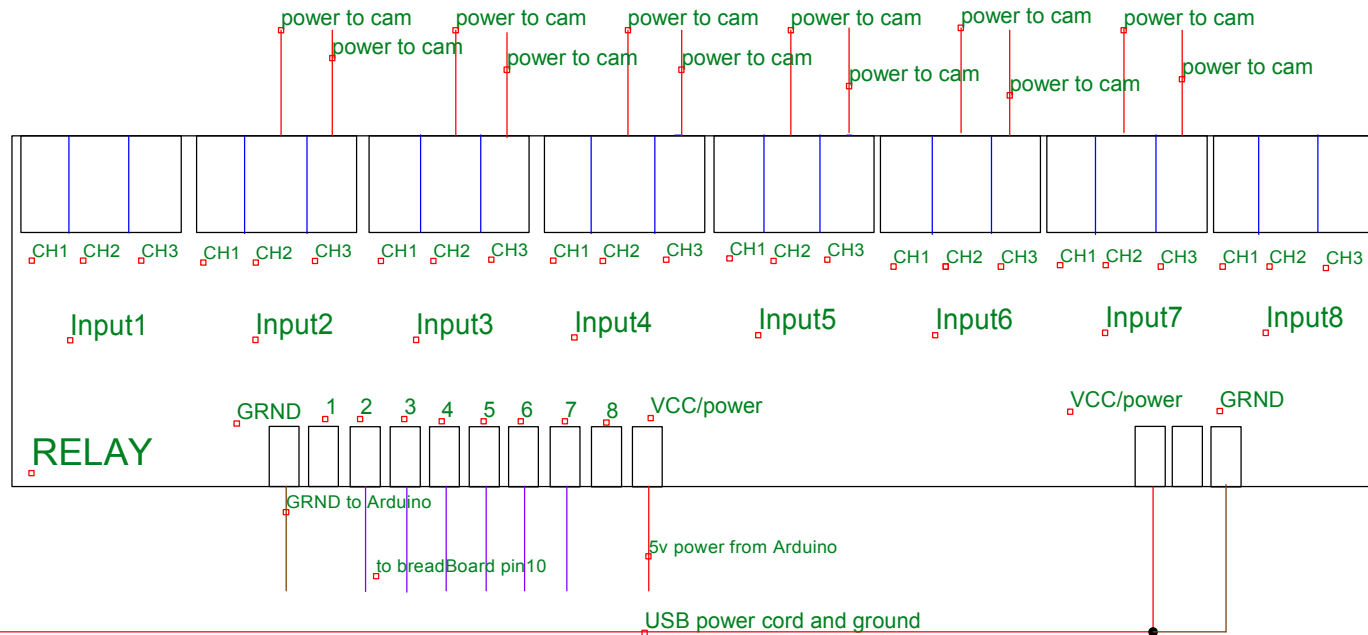 power to cam
power to cam
power to cam
power to cam
power to cam
power to cam
power to cam
power to cam
power to cam
power to cam
power to cam
power to cam
CH1 CH2 CH3
CH1 CH2 CH3
CH1 CH2 CH3
CH1 CH2 CH3
CH1 CH2 CH3
CH1 CH2 CH3
CH1 CH2 CH3
CH1 CH2 CH3
Input1
Input2
Input3
Input4
Input5
Input6
Input7
Input8
GRND 1 2 3 4 5 6 7 8 VCC/power
VCC/power GRND
RELAY
GRND to Arduino
5v power from Arduino
to breadBoard pin10
USB power cord and ground